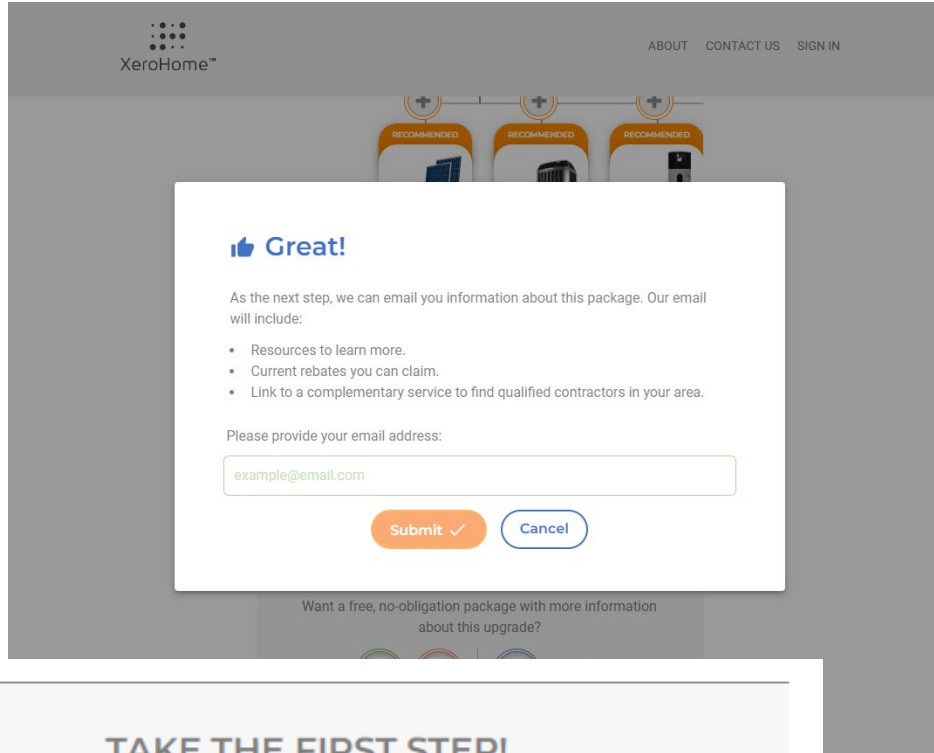 XeroHome™
ABOUT CONTACT US SIGN IN
RECOMMENDED RECOMMENDED RECOMMENDED
Great!
As the next step, we can email you information about this package. Our email
will include:
• Resources to learn more.
• Current rebates you can claim.
• Link to a complementary service to find qualified contractors in your area.
Please provide your email address:
example@email.com
Submit ✓ Cancel
Want a free, no-obligation package with more information
about this upgrade?
TAKE THE FIRST STEP!